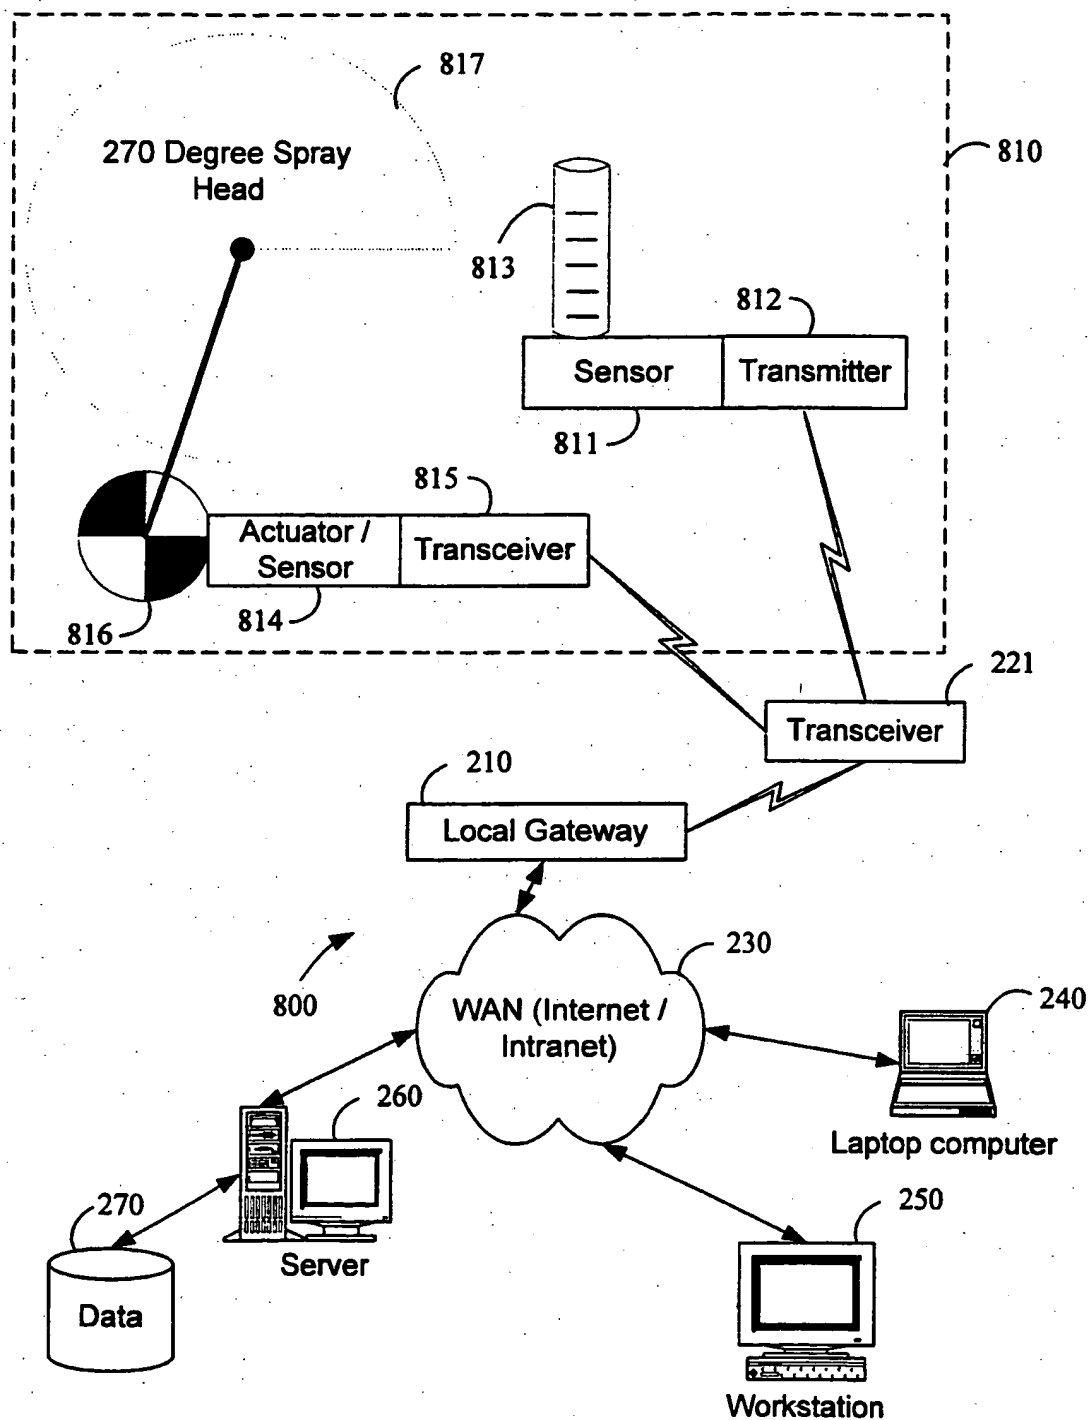 817
270 Degree Spray
Head
810
813
812
Sensor
Transmitter
811
815
Actuator /
Sensor
Transceiver
816
814
221
Transceiver
210
Local Gateway
230
800
WAN (Internet /
Intranet)
240
260
Laptop computer
270
250
Server
Data
Workstation